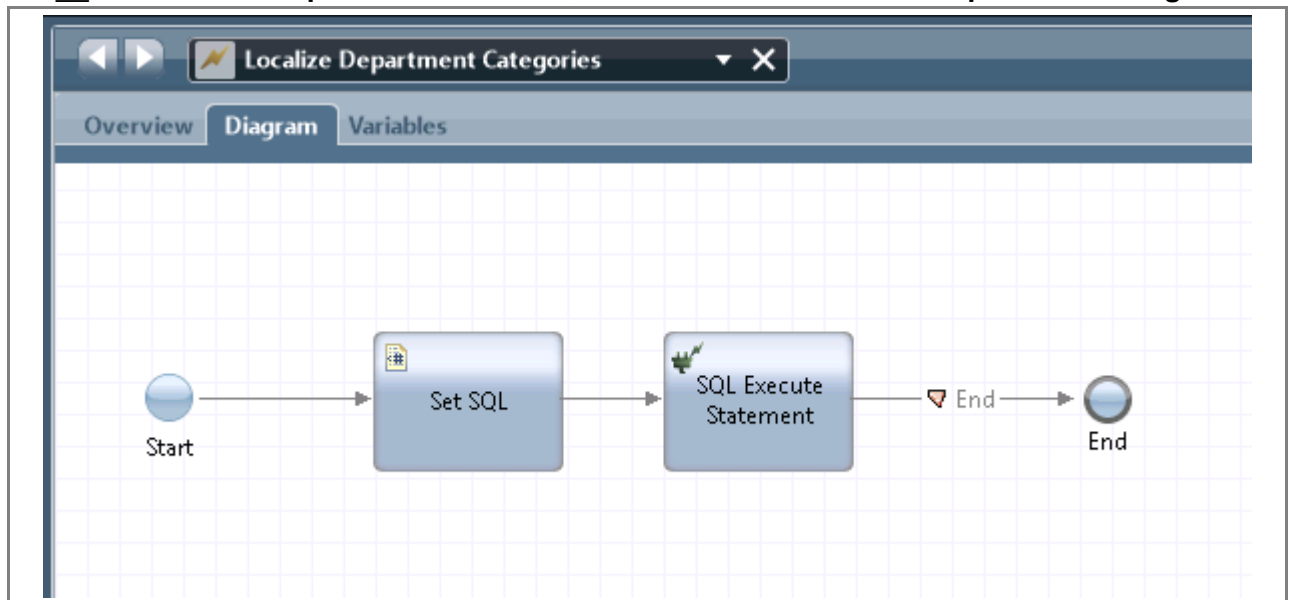 Localize Department Categories
Overview Diagram Variables
Set SQL
SQL Execute
Statement
End
Start
End